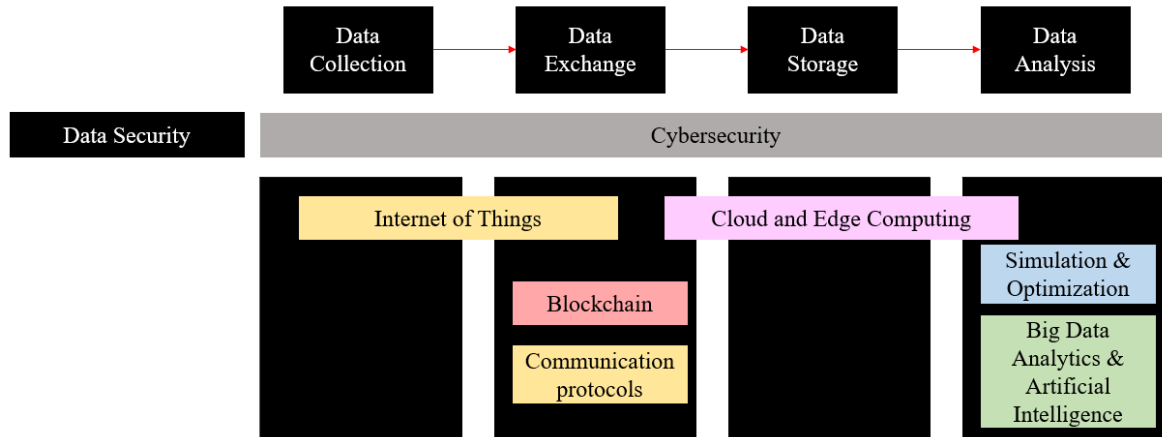 Data
Collection
Data
Exchange
Data
Storage
Data
Analysis
Data Security
Cybersecurity
Internet of Things
Cloud and Edge Computing
Simulation &
Optimization
Blockchain
Big Data
Analytics &
Artificial
Intelligence
Communication
protocols